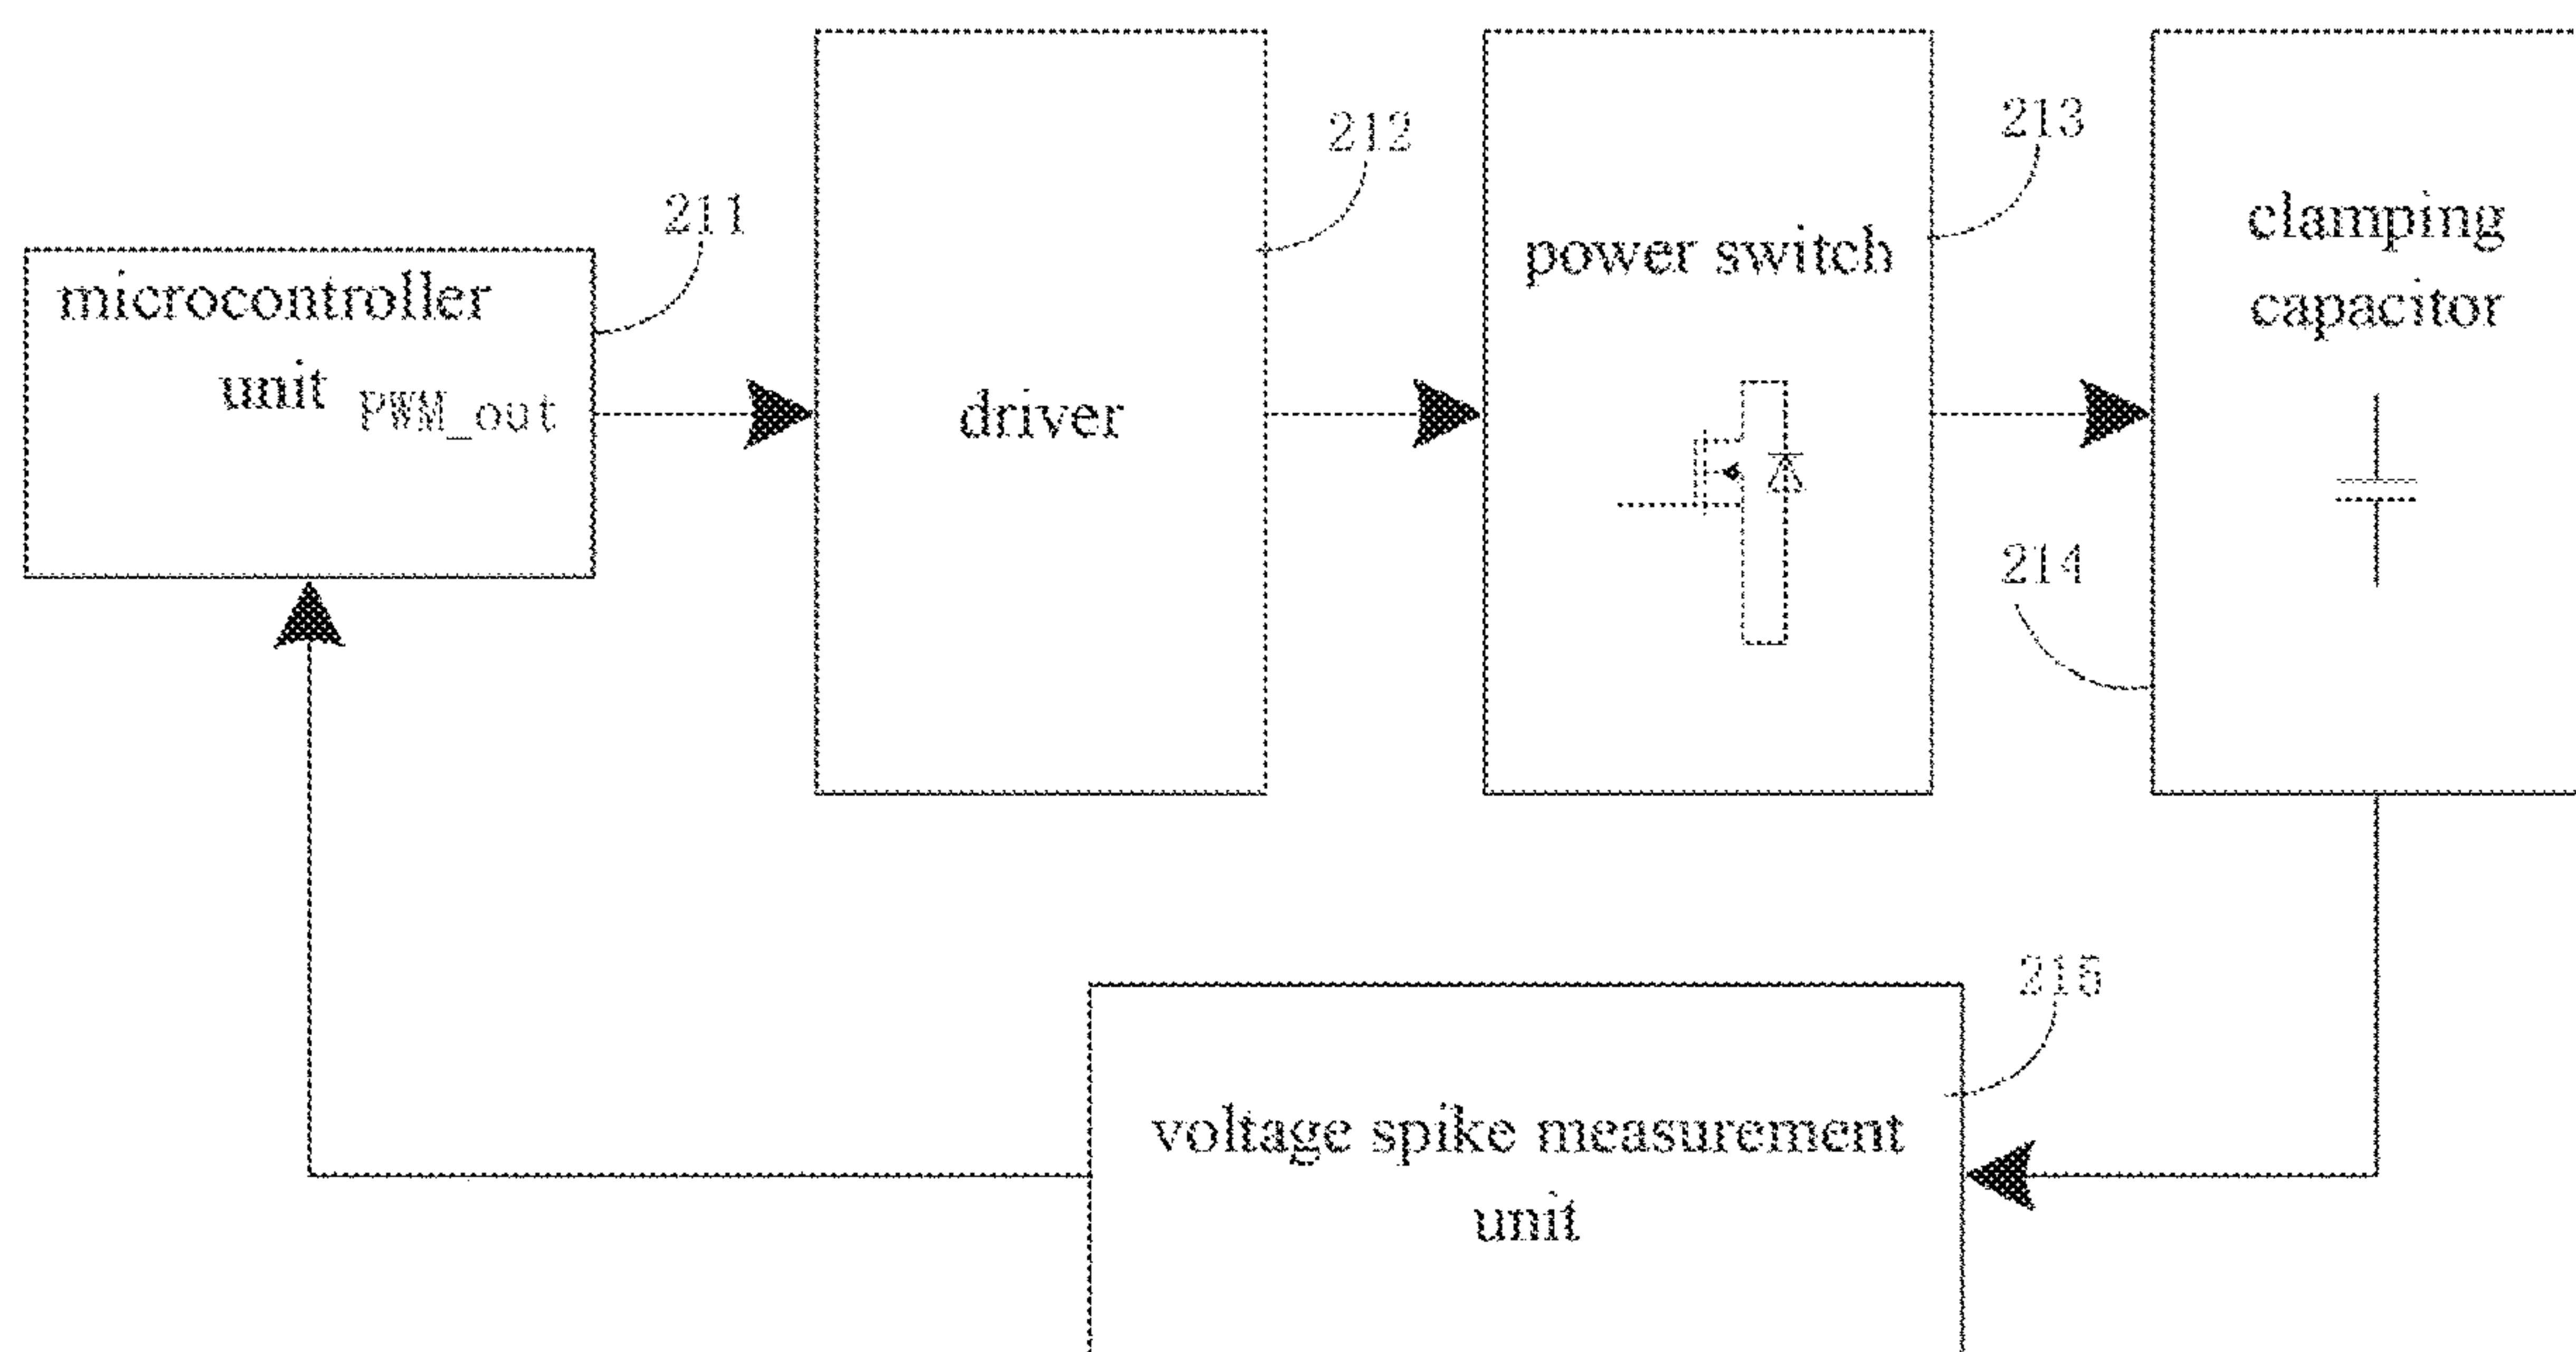 211
microcontroller
unit PWM_out
212
driver
213
power switch
214
clamping
capacitor
215
voltage spike measurement
unit